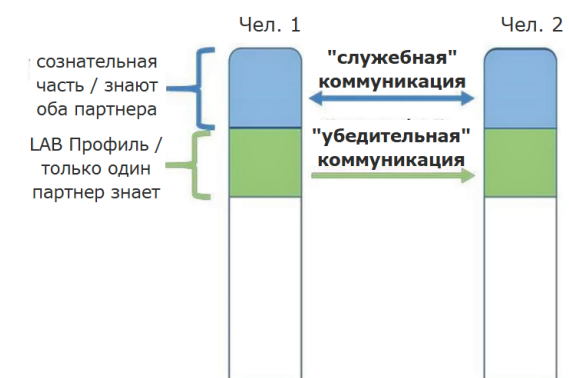 Чел. 1
Чел. 2
сознательная
часть / знают
оба партнера
"служебная"
коммуникация
LAB Профиль /
только один
партнер знает
"убедительная"
коммуникация